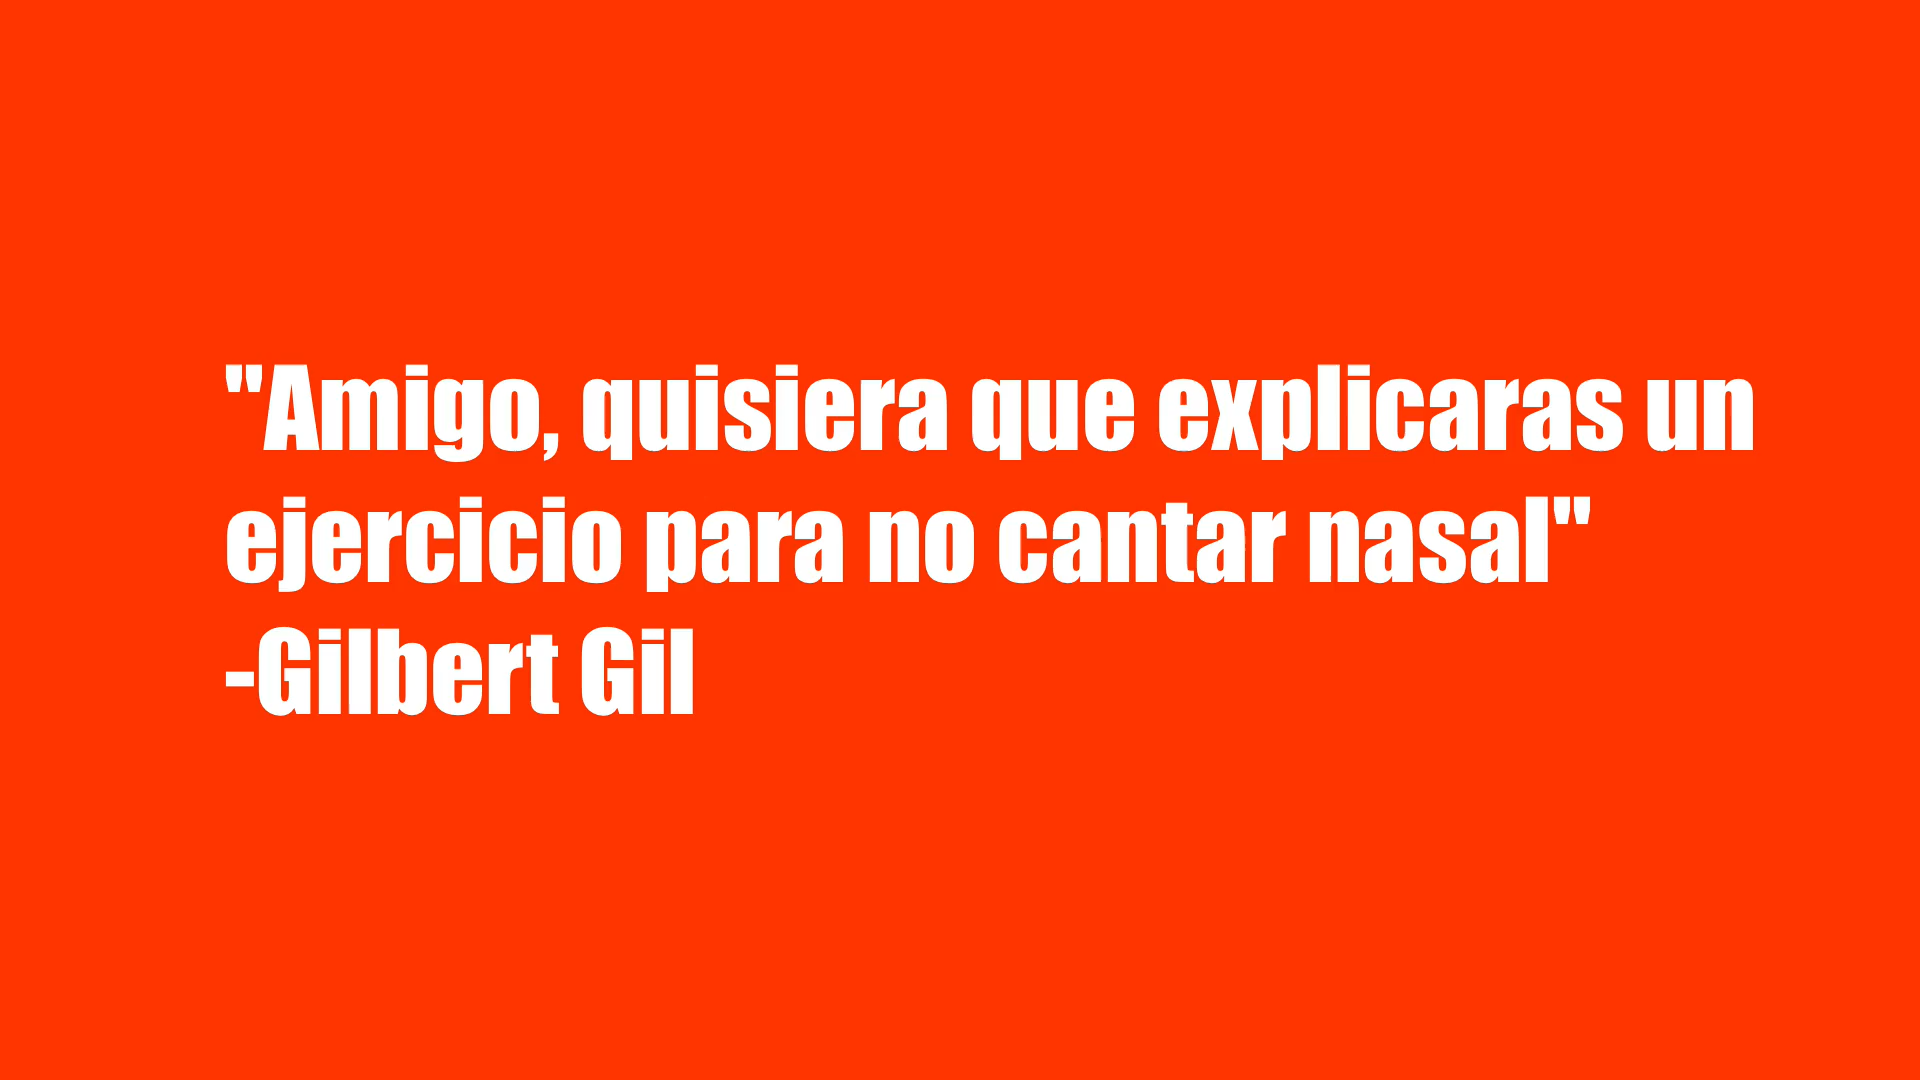 "Amigo, quisiera que explicaras un
ejercicio para no cantar nasal"
-Gilbert Gil